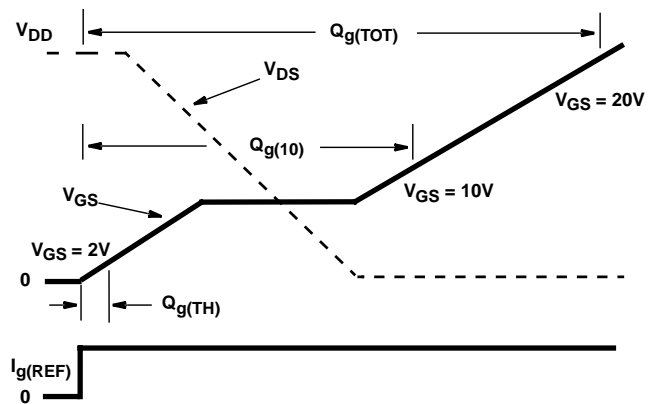 V_DD
Q_g(TOT)
V_DS
V_GS = 20V
Q_g(10)
V_GS
V_GS = 10V
V_GS = 2V
0
Q_g(TH)
I_g(REF)
0